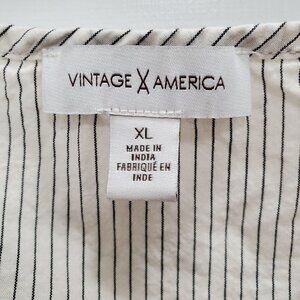 VINTAGE X AMERICA
XL
MADE IN
INDIA
FABRIQUÉ EN
INDE